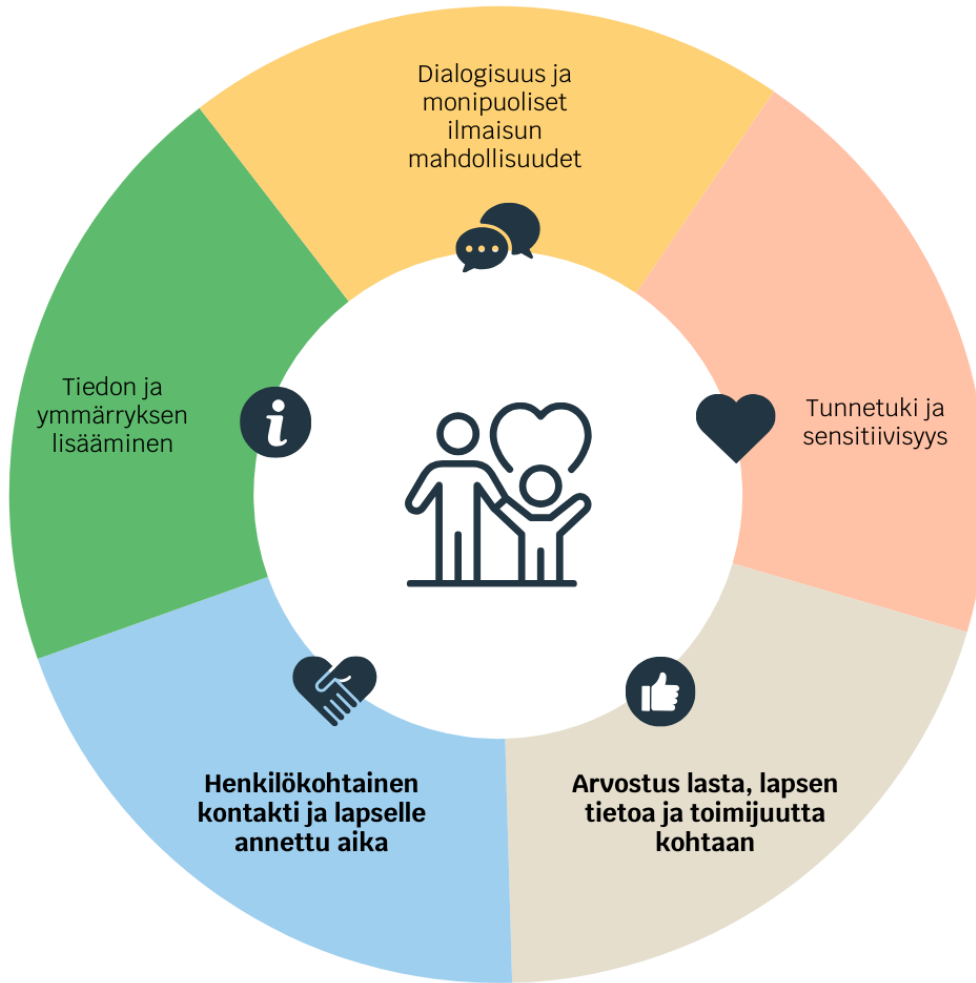 Dialogisuus ja
monipuoliset
ilmaisun
mahdollisuudet
Tiedon ja
ymmärryksen
lisääminen
Tunnetuki ja
sensitiivisyys
Henkilökohtainen
kontakti ja lapselle
annettu aika
Arvostus lasta, lapsen
tietoa ja toimijuutta
kohtaan